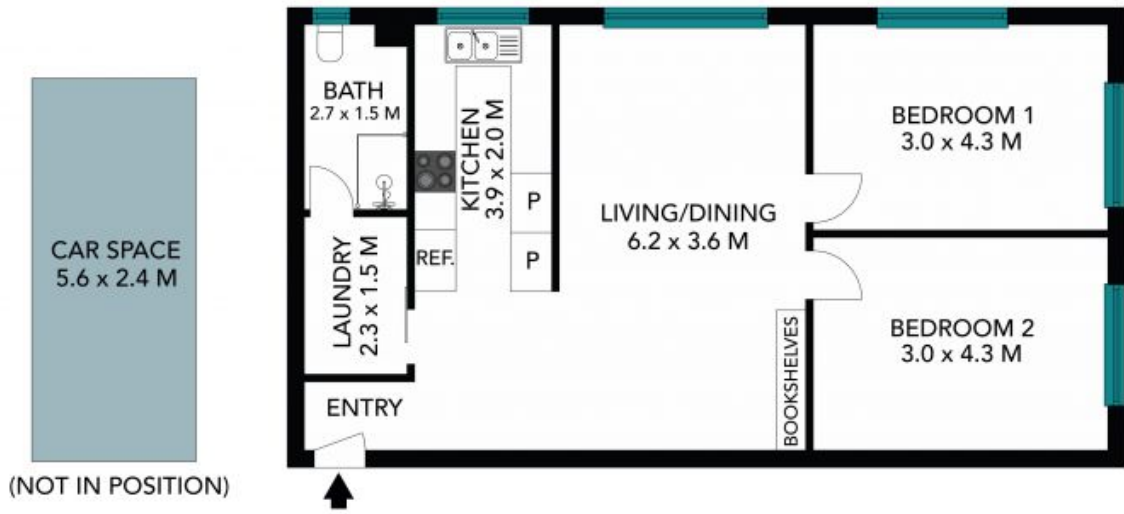 CAR SPACE
5.6 x 2.4 M
(NOT IN POSITION)
BATH
2.7 x 1.5 M
KITCHEN
3.9 x 2.0 M
P
P
REF.
LAUNDRY
2.3 x 1.5 M
ENTRY
LIVING/DINING
6.2 x 3.6 M
BOOKSHELVES
BEDROOM 1
3.0 x 4.3 M
BEDROOM 2
3.0 x 4.3 M